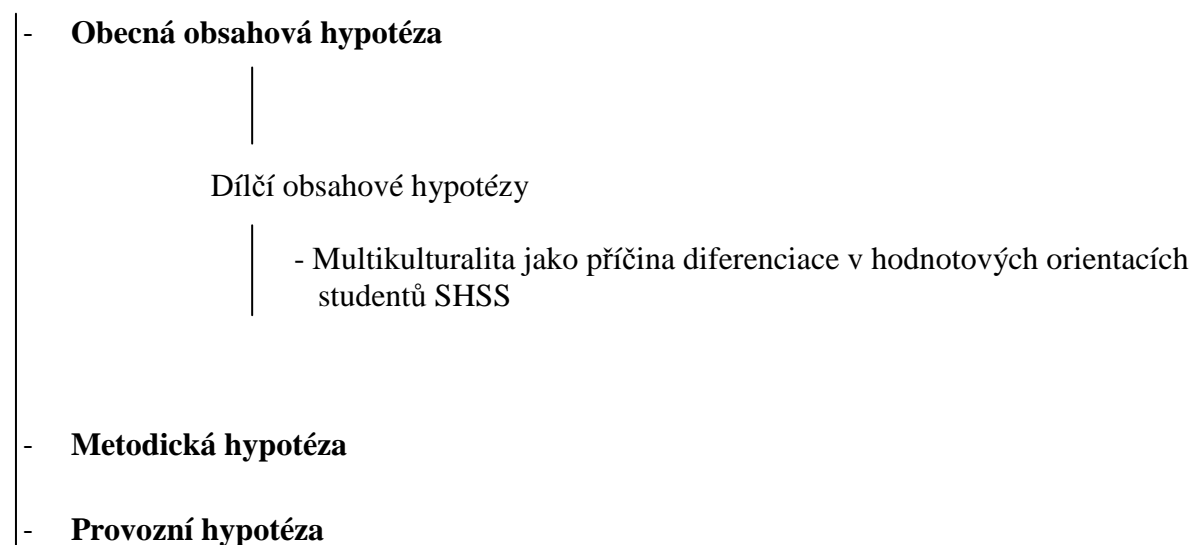 - Obecná obsahová hypotéza
Dílčí obsahové hypotézy
- Multikulturalita jako příčina diferenciace v hodnotových orientacích
studentů SHSS
- Metodická hypotéza
- Provozní hypotéza